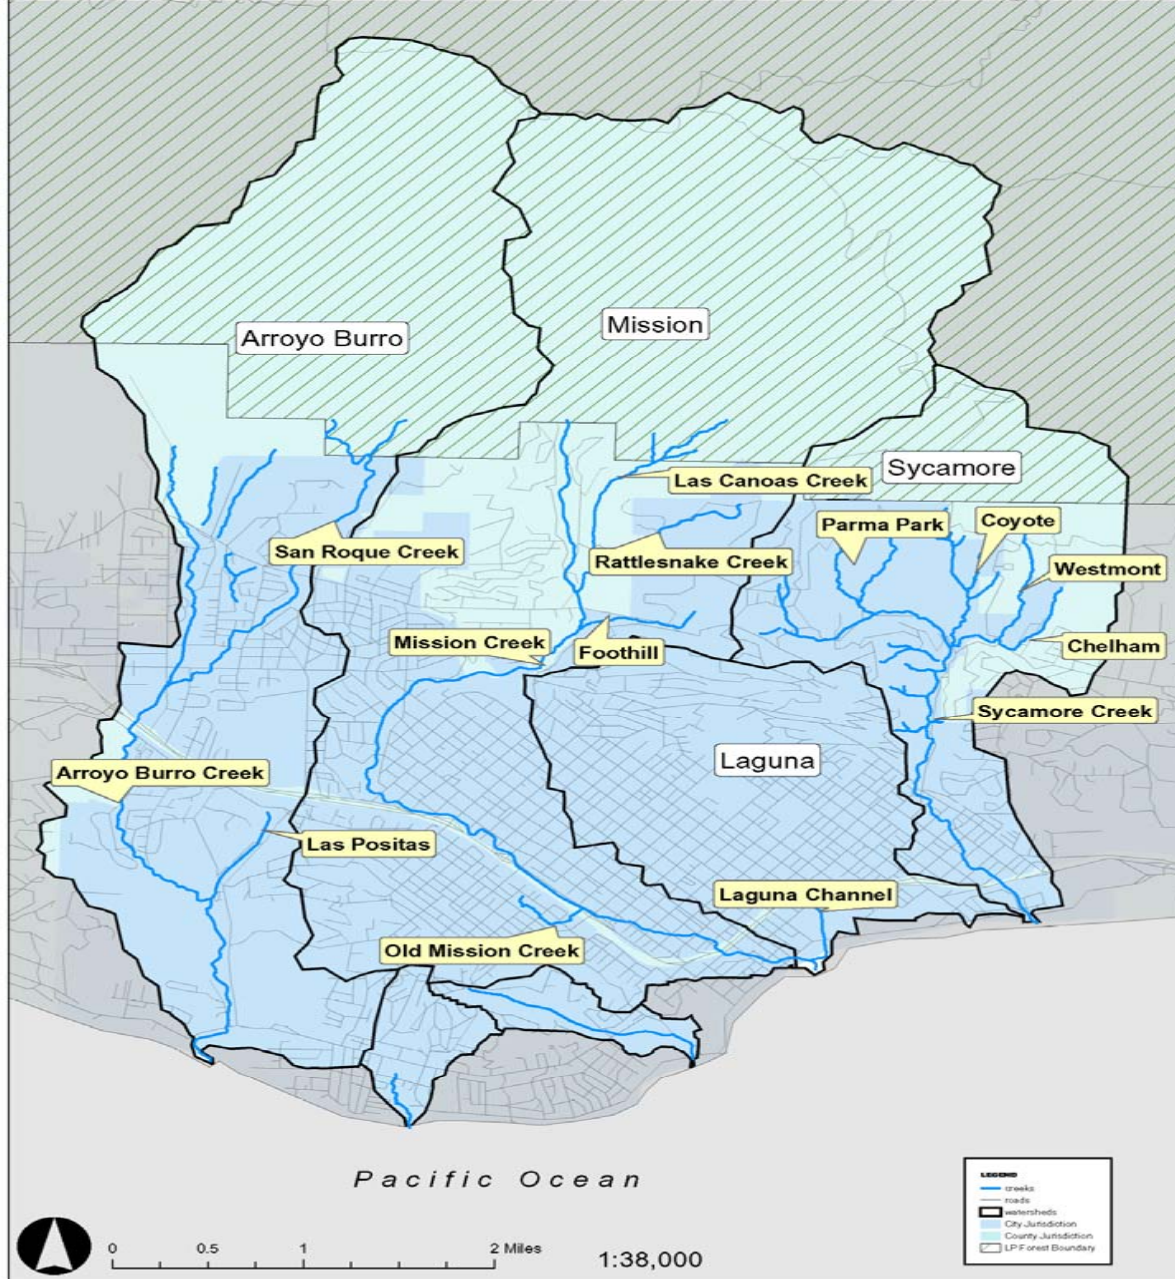 Mission
Arroyo Burro
Sycamore
Las Canoas Creek
Parma Park
Coyote
San Roque Creek
Rattlesnake Creek
Westmont
Mission Creek
Foothill
Chelham
Sycamore Creek
Laguna
Arroyo Burro Creek
Las Positas
Laguna Channel
Old Mission Creek
Pacific Ocean
LEGEND
creeks
roads
watersheds
City Jurisdiction
County Jurisdiction
LP Forest Boundary
0 0.5 1 2 Miles
1:38,000